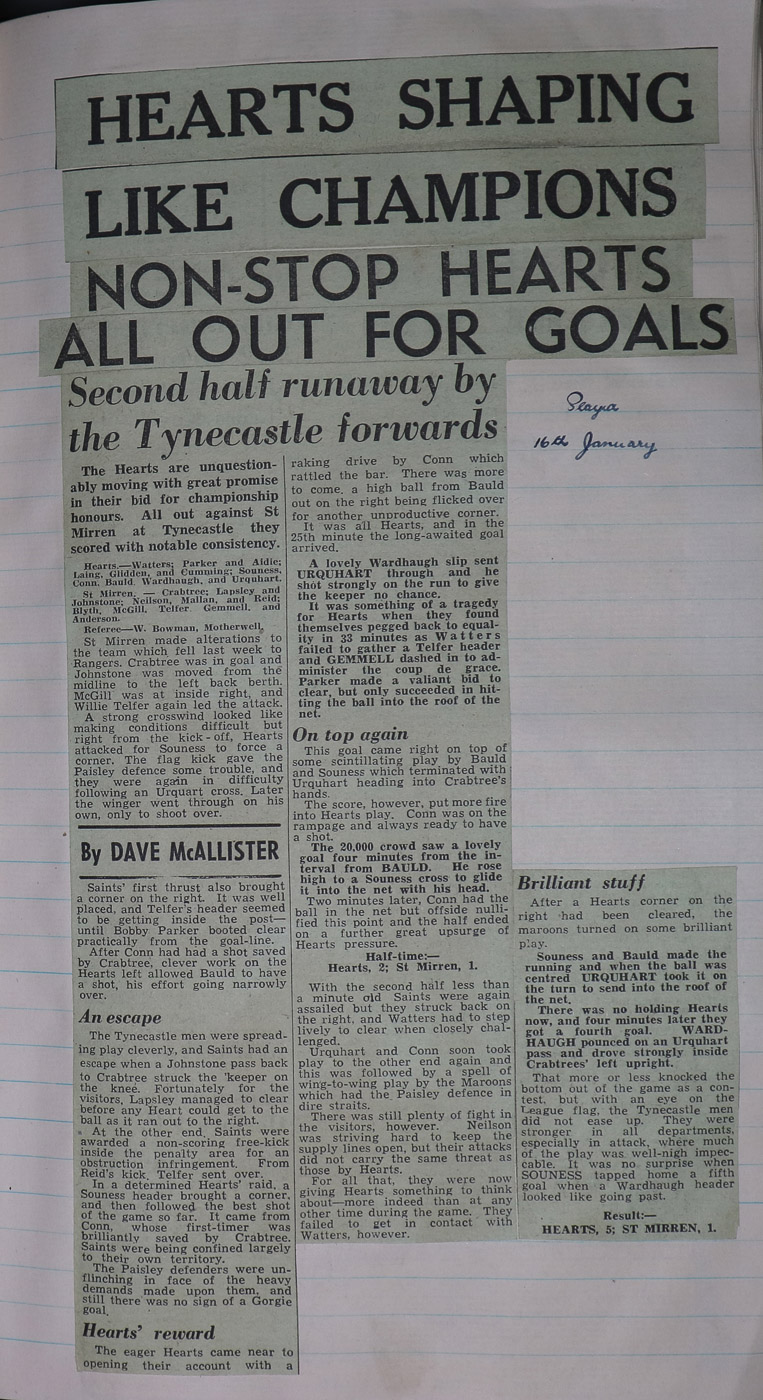 HEARTS SHAPING
LIKE CHAMPIONS
NON-STOP HEARTS
ALL OUT FOR GOALS
Second half runaway by
the Tynecastle forwards
16th January
The Hearts are unquestion-
ably moving with great promise
in their bid for championship
honours. All out against St
Mirren at Tynecastle they
scored with notable consistency.
Hearts.—Watters; Parker and Adie;
Laing, Glidden, and Cumming; Souness,
Conn, Bauld, Wardhaugh, and Urquhart.
St Mirren. — Crabtree; Lapsley and
Johnstone; Neilson, Mallan, and Reid;
Blyth, McGill, Telfer, Gemmell, and
Anderson.
Referee—W. Bowman, Motherwell.
St Mirren made alterations to
the team which fell last week to
Rangers. Crabtree was in goal and
Johnstone was moved from the
midline to the left back berth.
McGill was at inside right, and
Willie Telfer again led the attack.
A strong crosswind looked like
making conditions difficult but
right from the kick-off, Hearts
attacked for Souness to force a
corner. The flag kick gave the
Paisley defence some trouble, and
they were again in difficulty
following an Urquart cross. Later
the winger went through on his
own, only to shoot over.
By DAVE McALLISTER
Saints' first thrust also brought
a corner on the right. It was well
placed, and Telfer's header seemed
to be getting inside the post—
until Bobby Parker booted clear
practically from the goal-line.
After Conn had had a shot saved
by Crabtree, clever work on the
Hearts left allowed Bauld to have
a shot, his effort going narrowly
over.
An escape
The Tynecastle men were spread-
ing play cleverly, and Saints had an
escape when a Johnstone pass back
to Crabtree struck the 'keeper on
the knee. Fortunately for the
visitors, Lapsley managed to clear
before any Heart could get to the
ball as it ran out to the right.
At the other end, Saints were
awarded a non-scoring free-kick
inside the penalty area for an
obstruction infringement. From
Reid's kick, Telfer sent over.
In a determined Hearts' raid, a
Souness header brought a corner,
and then followed the best shot
of the game so far. It came from
Conn, whose first-timer was
brilliantly saved by Crabtree.
Saints were being confined largely
to their own territory.
The Paisley defenders were un-
flinching in face of the heavy
demands made upon them, and
still there was no sign of a Gorgie
goal.
Hearts' reward
The eager Hearts came near to
opening their account with a
raking drive by Conn which
rattled the bar. There was more
to come, a high ball from Bauld
out on the right being flicked over
for another unproductive corner.
It was all Hearts, and in the
25th minute the long-awaited goal
arrived.
A lovely Wardhaugh slip sent
URQUHART through and he
shot strongly on the run to give
the keeper no chance.
It was something of a tragedy
for Hearts when they found
themselves pegged back to equal-
ity in 33 minutes as Watters
failed to gather a Telfer header
and GEMMELL dashed in to ad-
minister the coup de grace.
Parker made a valiant bid to
clear, but only succeeded in hit-
ting the ball into the roof of the
net.
On top again
This goal came right on top of
some scintillating play by Bauld
and Souness which terminated with
Urquhart heading into Crabtree's
hands.
The score, however, put more fire
into Hearts play. Conn was on the
rampage and always ready to have
a shot.
The 20,000 crowd saw a lovely
goal four minutes from the in-
terval from BAULD. He rose
high to a Souness cross to glide
it into the net with his head.
Two minutes later, Conn had the
ball in the net but offside nulli-
fied this point and the half ended
on a further great upsurge of
Hearts pressure.
Half-time:—
Hearts, 2; St Mirren, 1.
With the second half less than
a minute old Saints were again
assailed but they struck back on
the right, and Watters had to step
lively to clear when closely chal-
lenged.
Urquhart and Conn soon took
play to the other end again and
this was followed by a spell of
wing-to-wing play by the Maroons
which had the Paisley defence in
dire straits.
There was still plenty of fight in
the visitors, however. Neilson
was striving hard to keep the
supply lines open, but their attacks
did not carry the same threat as
those by Hearts.
For all that, they were now
giving Hearts something to think
about—more indeed than at any
other time during the game. They
failed to get in contact with
Watters, however.
Brilliant stuff
After a Hearts corner on the
right had been cleared, the
maroons turned on some brilliant
play.
Souness and Bauld made the
running and when the ball was
centred URQUHART took it on
the turn to send into the roof of
the net.
There was no holding Hearts
now, and four minutes later they
got a fourth goal. WARD-
HAUGH pounced on an Urquhart
pass and drove strongly inside
Crabtrees' left upright.
That more or less knocked the
bottom out of the game as a con-
test, but with an eye on the
League flag, the Tynecastle men
did not ease up. They were
stronger in all departments,
especially in attack, where much
of the play was well-nigh impec-
cable. It was no surprise when
SOUNESS tapped home a fifth
goal when a Wardhaugh header
looked like going past.
Result:—
HEARTS, 5; ST MIRREN, 1.